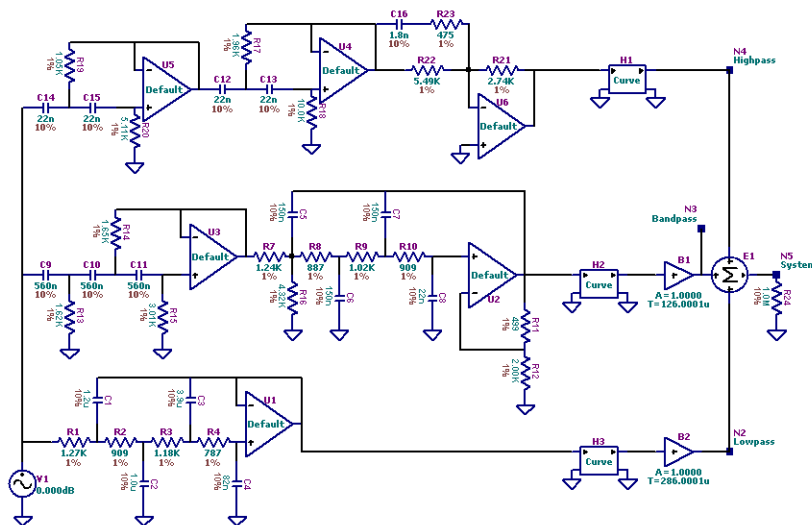 C16
1.8n
10%
R23
475
1%
N4
Highpass
R19
1.05K
1%
U5
Default
R17
1.96K
1%
U4
Default
R22
5.49K
1%
R21
2.74K
1%
H1
Curve
C14
22n
10%
C15
22n
10%
R20
5.11K
1%
C12
22n
10%
C13
22n
10%
R18
10.0K
1%
U6
Default
R14
1.65K
1%
U3
Default
C5
150n
10%
C7
150n
10%
N3
Bandpass
C9
560n
10%
C10
560n
10%
C11
560n
10%
R7
1.24K
1%
R8
887
1%
R9
1.02K
1%
R10
909
1%
Default
U2
H2
Curve
B1
A=1.0000
T=126.0001u
E1
Σ
N5
System
R24
1.0M
10%
R13
1.62K
1%
R15
3.01K
1%
R16
4.32K
1%
C6
150n
10%
C8
22n
10%
R11
499
1%
R12
2.00K
1%
C1
1.2u
10%
C3
3.9u
10%
U1
Default
N2
Lowpass
R1
1.27K
1%
R2
909
1%
R3
1.18K
1%
R4
787
1%
H3
Curve
B2
A=1.0000
T=286.0001u
C2
1.0u
10%
C4
82n
10%
V1
0.000dB